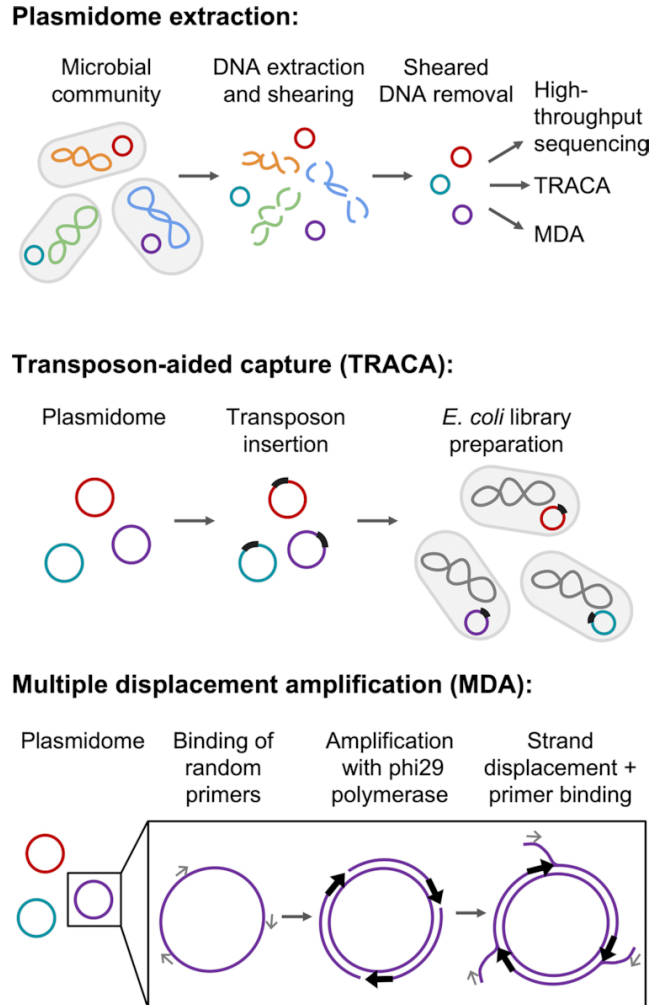 Plasmidome extraction:
Microbial community
DNA extraction and shearing
Sheared DNA removal
High-throughput sequencing
TRACA
MDA
Transposon-aided capture (TRACA):
Plasmidome
Transposon insertion
E. coli library preparation
Multiple displacement amplification (MDA):
Plasmidome
Binding of random primers
Amplification with phi29 polymerase
Strand displacement + primer binding